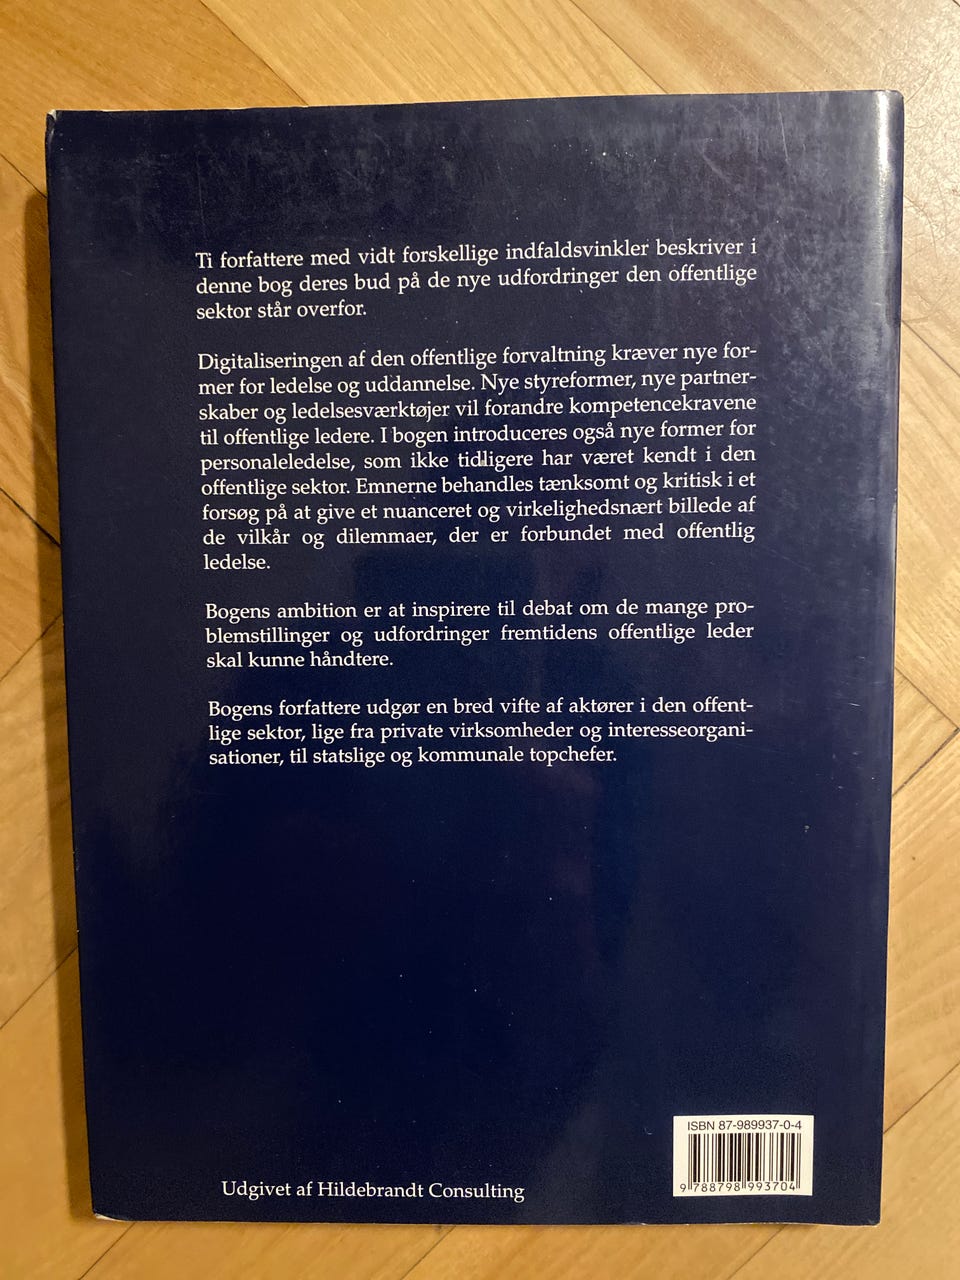 Ti forfattere med vidt forskellige indfaldsvinkler beskriver i
denne bog deres bud på de nye udfordringer den offentlige
sektor står overfor.
Digitaliseringen af den offentlige forvaltning kræver nye for-
mer for ledelse og uddannelse. Nye styreformer, nye partner-
skaber og ledelsesværktøjer vil forandre kompetencekravene
til offentlige ledere. I bogen introduceres også nye former for
personaleledelse, som ikke tidligere har været kendt i den
offentlige sektor. Emnerne behandles tænksomt og kritisk i et
forsøg på at give et nuanceret og virkelighedsnært billede af
de vilkår og dilemmaer, der er forbundet med offentlig
ledelse.
Bogens ambition er at inspirere til debat om de mange pro-
blemstillinger og udfordringer fremtidens offentlige leder
skal kunne håndtere.
Bogens forfattere udgør en bred vifte af aktører i den offent-
lige sektor, lige fra private virksomheder og interesseorgani-
sationer, til statslige og kommunale topchefer.
ISBN 87-989937-0-4
9 788798 993704
Udgivet af Hildebrandt Consulting